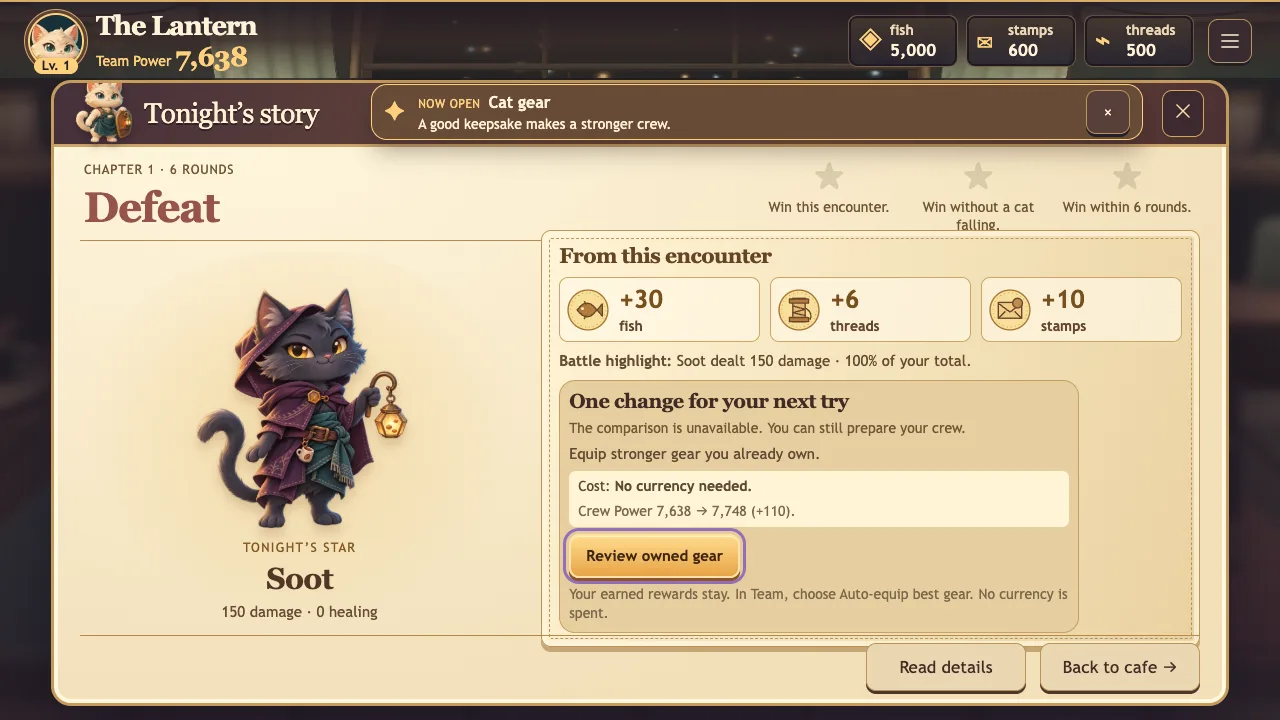 The Lantern
Lv. 1
Team Power 7,638
fish
5,000
stamps
600
threads
500
Tonight's story
NOW OPEN Cat gear
A good keepsake makes a stronger crew.
×
CHAPTER 1 · 6 ROUNDS
Defeat
Win this encounter.
Win without a cat
falling.
Win within 6 rounds.
From this encounter
+30
fish
+6
threads
+10
stamps
Battle highlight: Soot dealt 150 damage · 100% of your total.
One change for your next try
The comparison is unavailable. You can still prepare your crew.
Equip stronger gear you already own.
Cost: No currency needed.
Crew Power 7,638 → 7,748 (+110).
Review owned gear
Your earned rewards stay. In Team, choose Auto-equip best gear. No currency is
spent.
TONIGHT'S STAR
Soot
150 damage · 0 healing
Read details
Back to cafe →